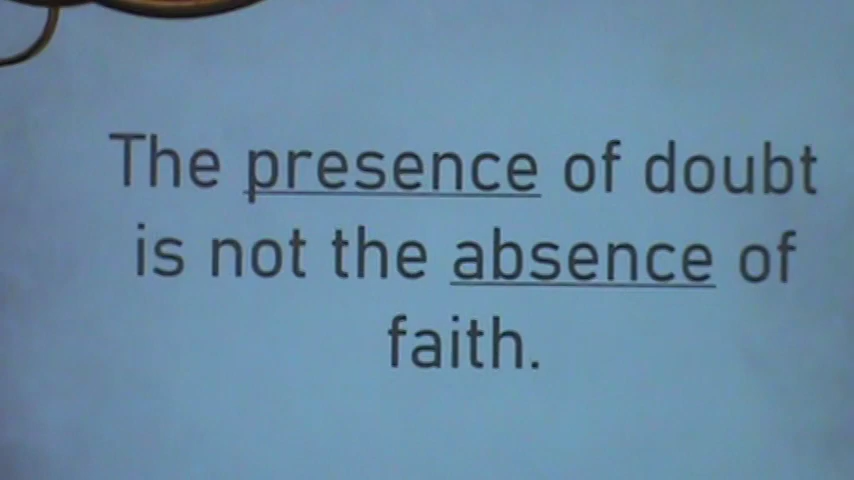 The presence of doubt
is not the absence of
faith.